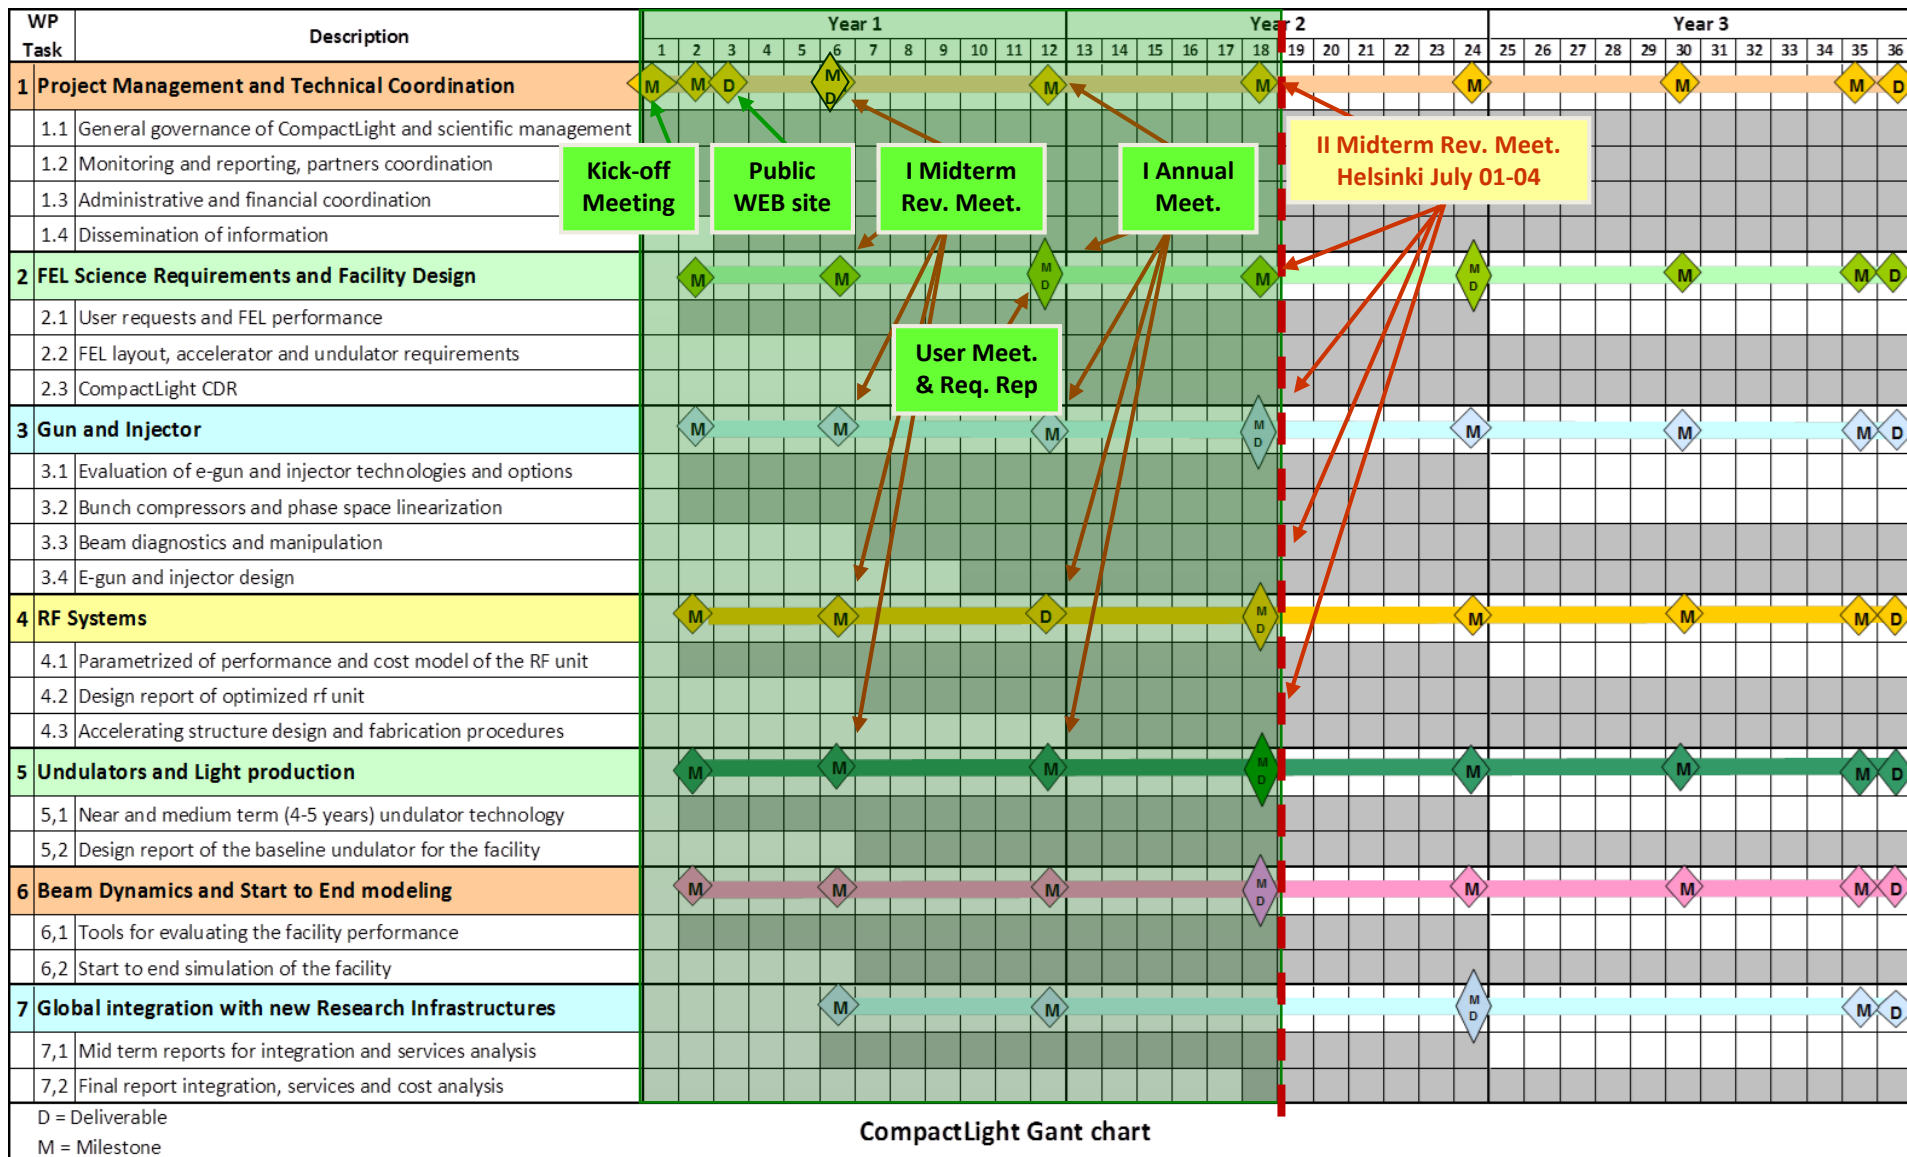 WP Task Description Year 1 Year 2 Year 3
1 2 3 4 5 6 7 8 9 10 11 12 13 14 15 16 17 18 19 20 21 22 23 24 25 26 27 28 29 30 31 32 33 34 35 36
1 Project Management and Technical Coordination M M D M D M M M M M D
1.1 General governance of CompactLight and scientific management
1.2 Monitoring and reporting, partners coordination
1.3 Administrative and financial coordination
1.4 Dissemination of information
Kick-off
Meeting
Public
WEB site
I Midterm
Rev. Meet.
I Annual
Meet.
II Midterm Rev. Meet.
Helsinki July 01-04
2 FEL Science Requirements and Facility Design M M M D M M D M M D
2.1 User requests and FEL performance
2.2 FEL layout, accelerator and undulator requirements
2.3 CompactLight CDR
User Meet.
& Req. Rep
3 Gun and Injector M M M M D M M M D
3.1 Evaluation of e-gun and injector technologies and options
3.2 Bunch compressors and phase space linearization
3.3 Beam diagnostics and manipulation
3.4 E-gun and injector design
4 RF Systems M M D M D M M M D
4.1 Parametrized of performance and cost model of the RF unit
4.2 Design report of optimized rf unit
4.3 Accelerating structure design and fabrication procedures
5 Undulators and Light production M M M M D M M M D
5,1 Near and medium term (4-5 years) undulator technology
5,2 Design report of the baseline undulator for the facility
6 Beam Dynamics and Start to End modeling M M M M D M M M D
6,1 Tools for evaluating the facility performance
6,2 Start to end simulation of the facility
7 Global integration with new Research Infrastructures M M M D M D
7,1 Mid term reports for integration and services analysis
7,2 Final report integration, services and cost analysis
D = Deliverable
M = Milestone
CompactLight Gant chart